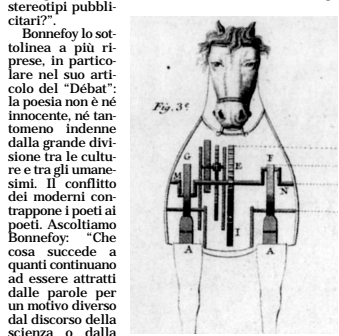 stereotipi pubbli-
citari?".
Bonnefoy lo sot-
tolinea a più ri-
prese, in partico-
lare nel suo arti-
colo del "Débat":
la poesia non è né
innocente, né tan-
tomeno indenne
dalla grande divi-
sione tra le cultu-
re e tra gli umane-
simi. Il conflitto
dei moderni con-
trappone i poeti ai
poeti. Ascoltiamo
Bonnefoy: "Che
cosa succede a
quanti continuano
ad essere attratti
dalle parole per
un motivo diverso
dal discorso della
scienza o dalla
Fig. 3e
G
F
E
M
N
I
A
A